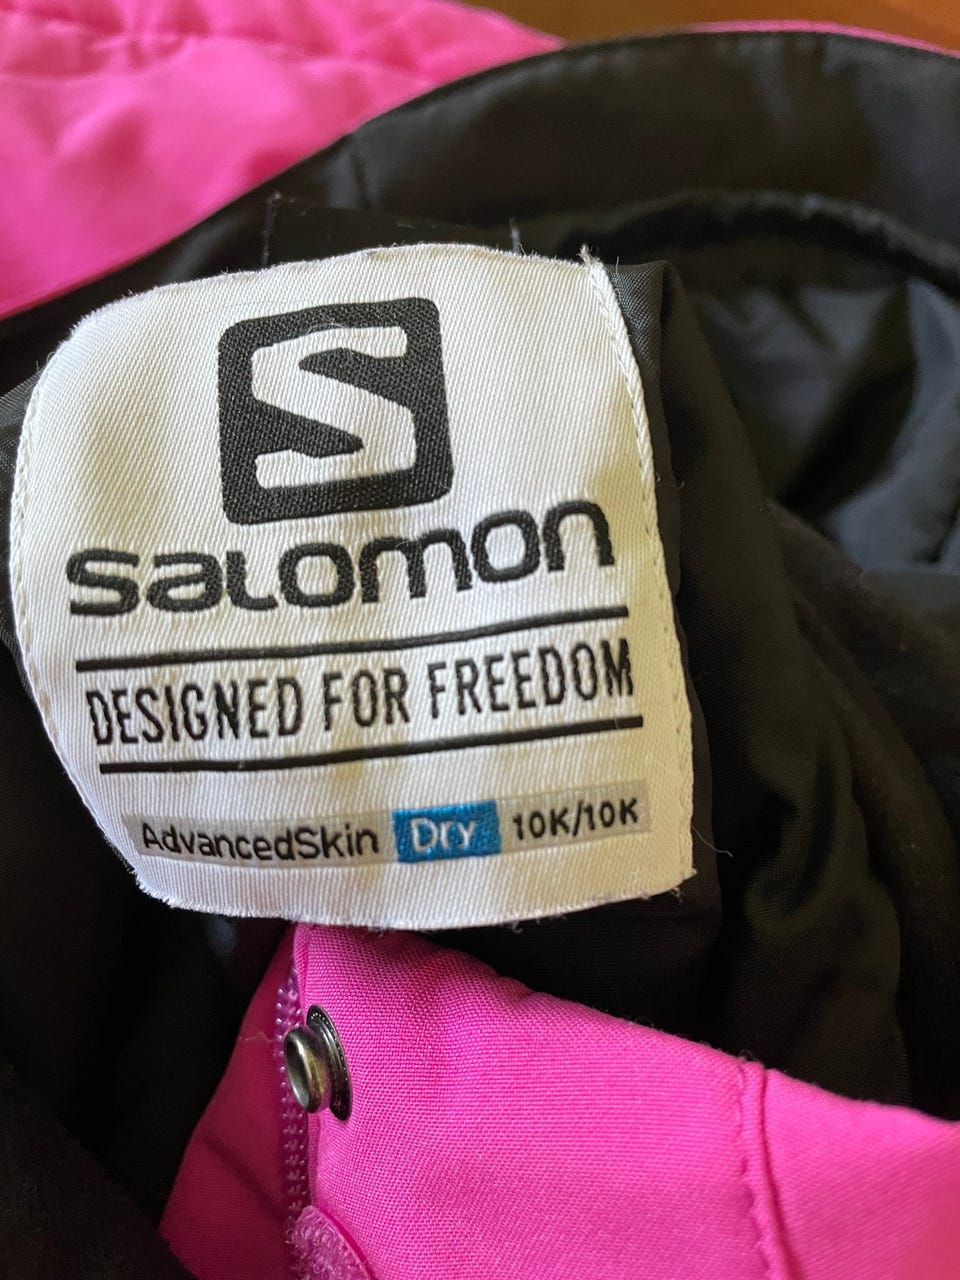 S
salomon
DESIGNED FOR FREEDOM
AdvancedSkin Dry 10K/10K